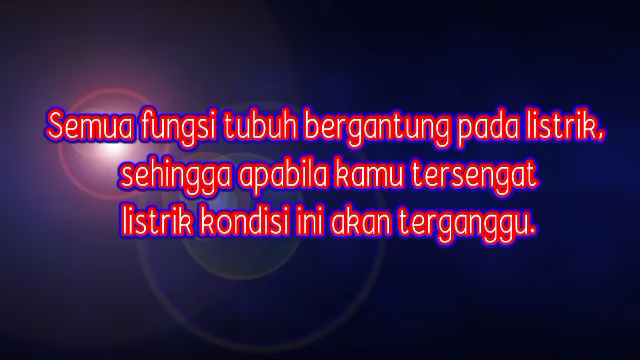 Semua fungsi tubuh bergantung pada listrik,
sehingga apabila kamu tersengat
listrik kondisi ini akan terganggu.